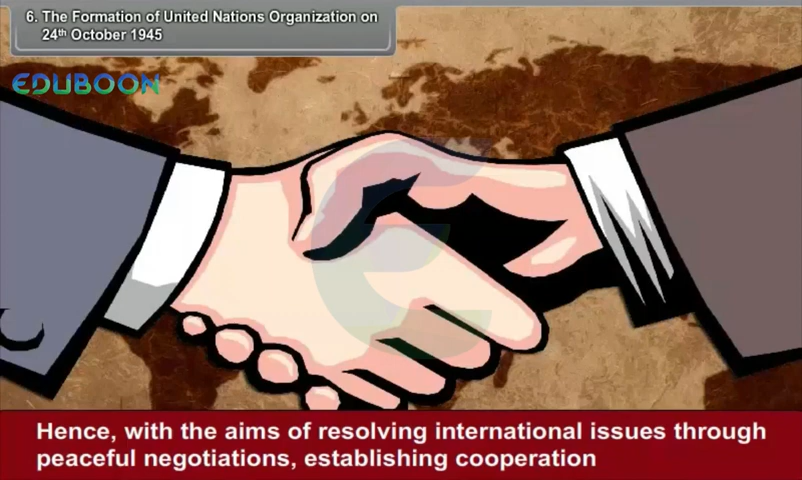 6. The Formation of United Nations Organization on
24th October 1945
EDUBOON
Hence, with the aims of resolving international issues through
peaceful negotiations, establishing cooperation